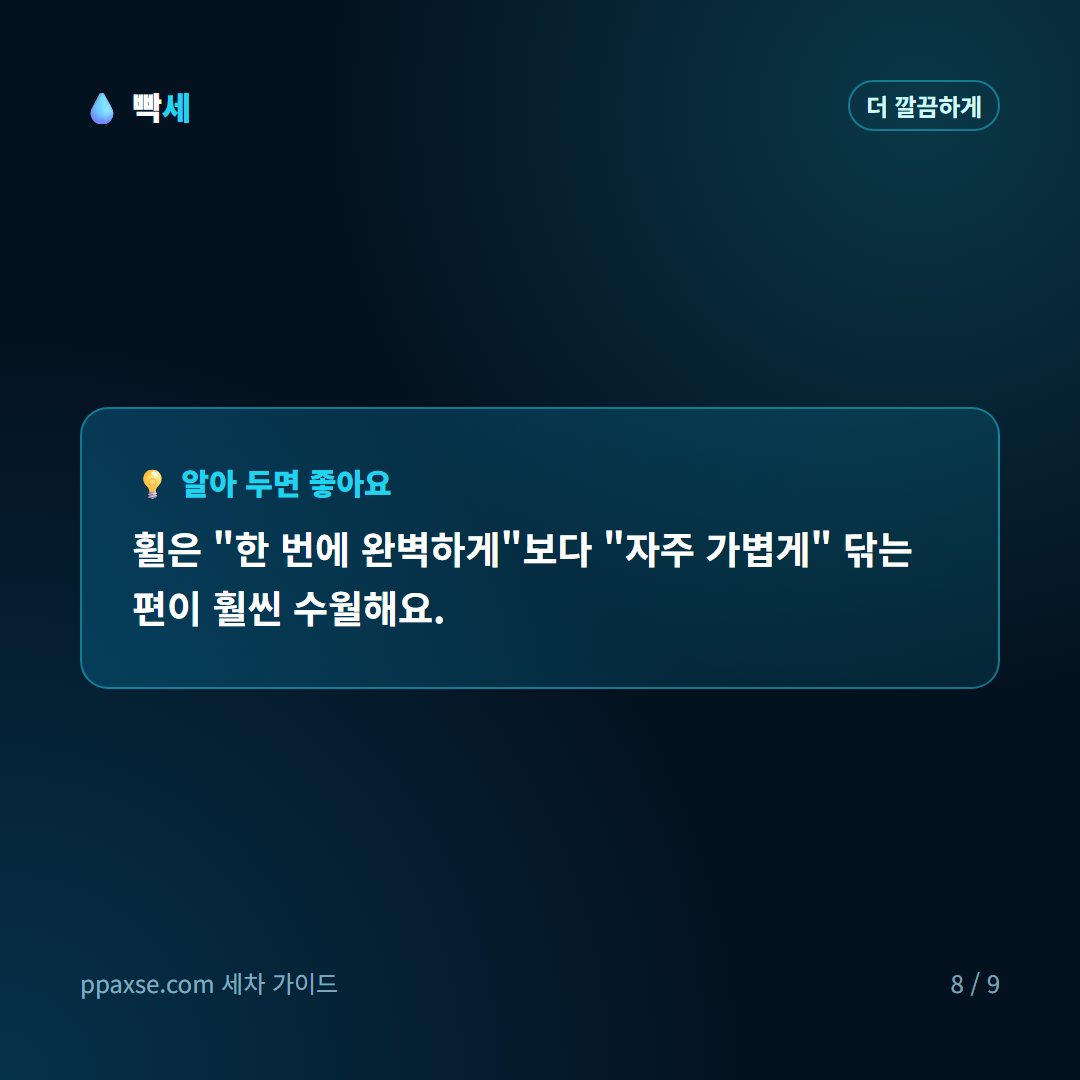 💧 빡세
더 깔끔하게
💡 알아 두면 좋아요
휠은 "한 번에 완벽하게"보다 "자주 가볍게" 닦는
편이 훨씬 수월해요.
ppaxse.com 세차 가이드
8 / 9